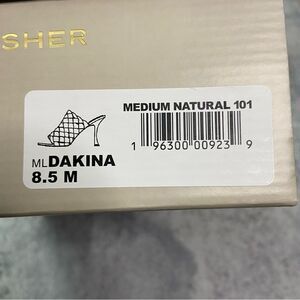 SHER
MEDIUM NATURAL 101
1 96300 00923 9
MLDAKINA
8.5 M